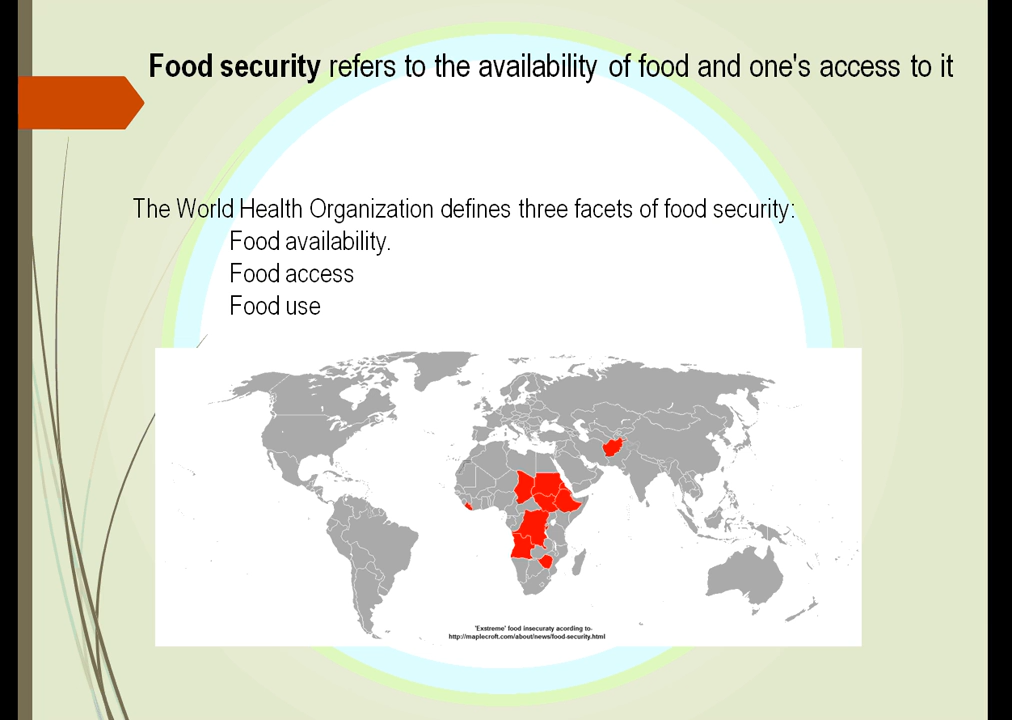 Food security refers to the availability of food and one's access to it
The World Health Organization defines three facets of food security:
Food availability.
Food access
Food use
'Exstreme' food insecuraty acording to-
http://maplecroft.com/about/news/food-security.html